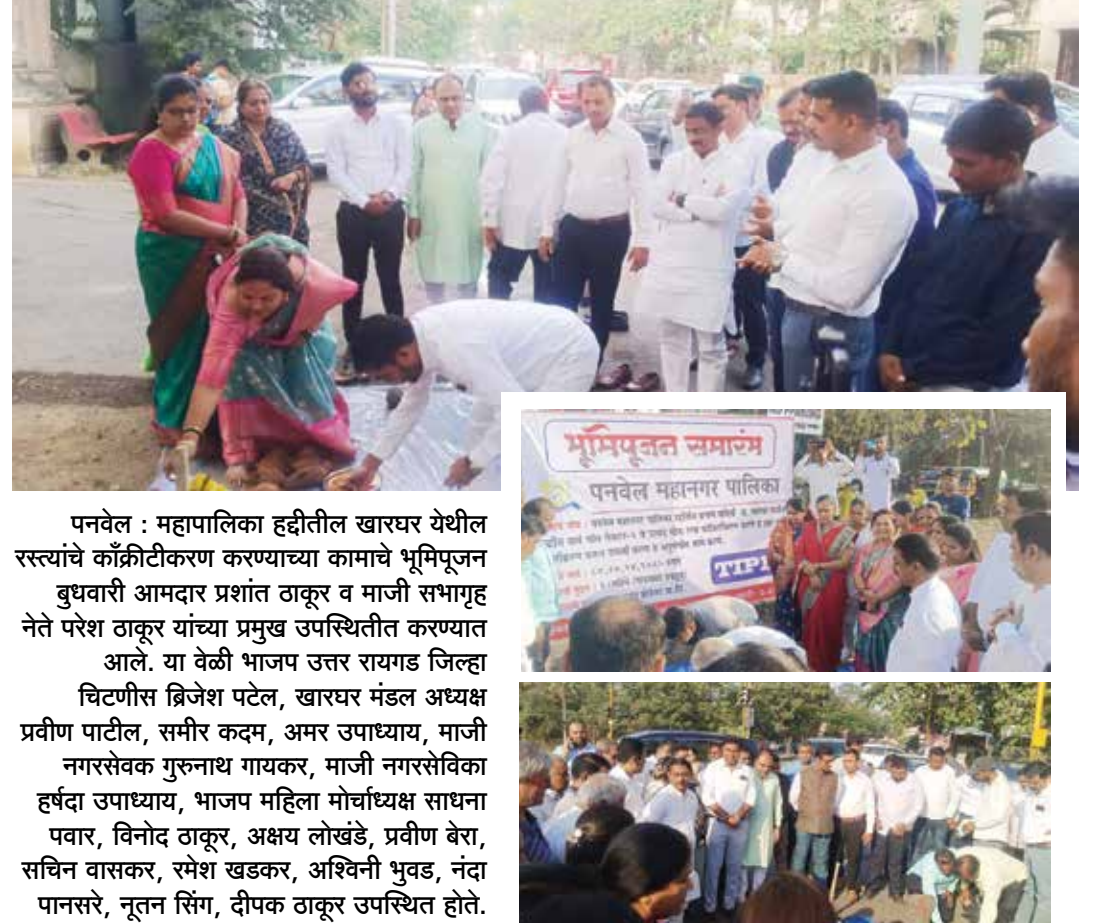 भूमिपूजन समारंभ
पनवेल महानगर पालिका
TIPL
पनवेल : महापालिका हद्दीतील खारघर येथील
रस्त्यांचे काँक्रीटीकरण करण्याच्या कामाचे भूमिपूजन
बुधवारी आमदार प्रशांत ठाकूर व माजी सभागृह
नेते परेश ठाकूर यांच्या प्रमुख उपस्थितीत करण्यात
आले. या वेळी भाजप उत्तर रायगड जिल्हा
चिटणीस ब्रिजेश पटेल, खारघर मंडल अध्यक्ष
प्रवीण पाटील, समीर कदम, अमर उपाध्याय, माजी
नगरसेवक गुरुनाथ गायकर, माजी नगरसेविका
हर्षदा उपाध्याय, भाजप महिला मोर्चाध्यक्ष साधना
पवार, विनोद ठाकूर, अक्षय लोखंडे, प्रवीण बेरा,
सचिन वासकर, रमेश खडकर, अश्विनी भुवड, नंदा
पानसरे, नूतन सिंग, दीपक ठाकूर उपस्थित होते.